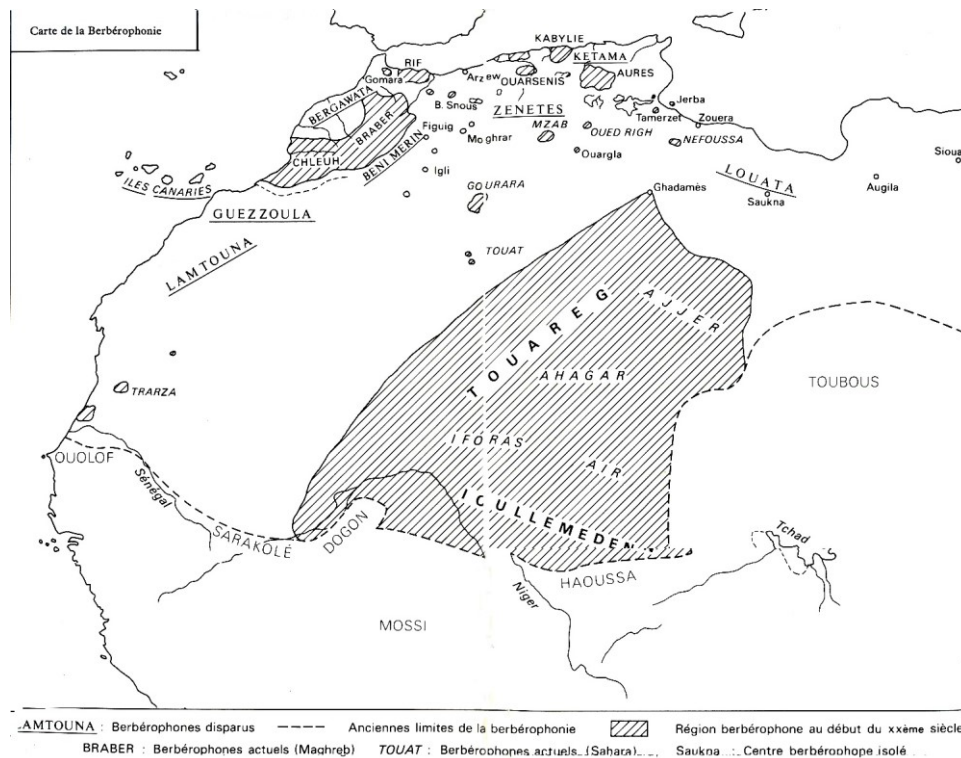 Carte de la Berbérophonie
KABYLIE
RIF
KETAMA
Gomara
Arzew
OUARSENIS
AURES
BERGAWATA
B. Snous
ZENETES
Jerba
Tamerzet
Zouera
BRABER
Figuig
Moghrar
MZAB
OUED RIGH
NEFOUSSA
CHLEUH
BENI MERIN
Ouargla
Sioua
ILES CANARIES
Igli
LOUATA
Augila
GOURARA
Ghadamès
Saukna
GUEZZOULA
LAMTOUNA
TOUAT
TOUAREG
AJJER
AHAGAR
TOUBOUS
TRARZA
IFORAS
OUOLOF
AIR
Sénégal
IOULLEMEDEN
SARAKOLÉ
DOGON
Tchad
HAOUSSA
Niger
MOSSI
LAMTOUNA : Berbérophones disparus Anciennes limites de la berbérophonie Région berbérophone au début du xxème siècle
BRABER : Berbérophones actuels (Maghreb) TOUAT : Berbérophones actuels (Sahara) Saukna : Centre berbérophone isolé